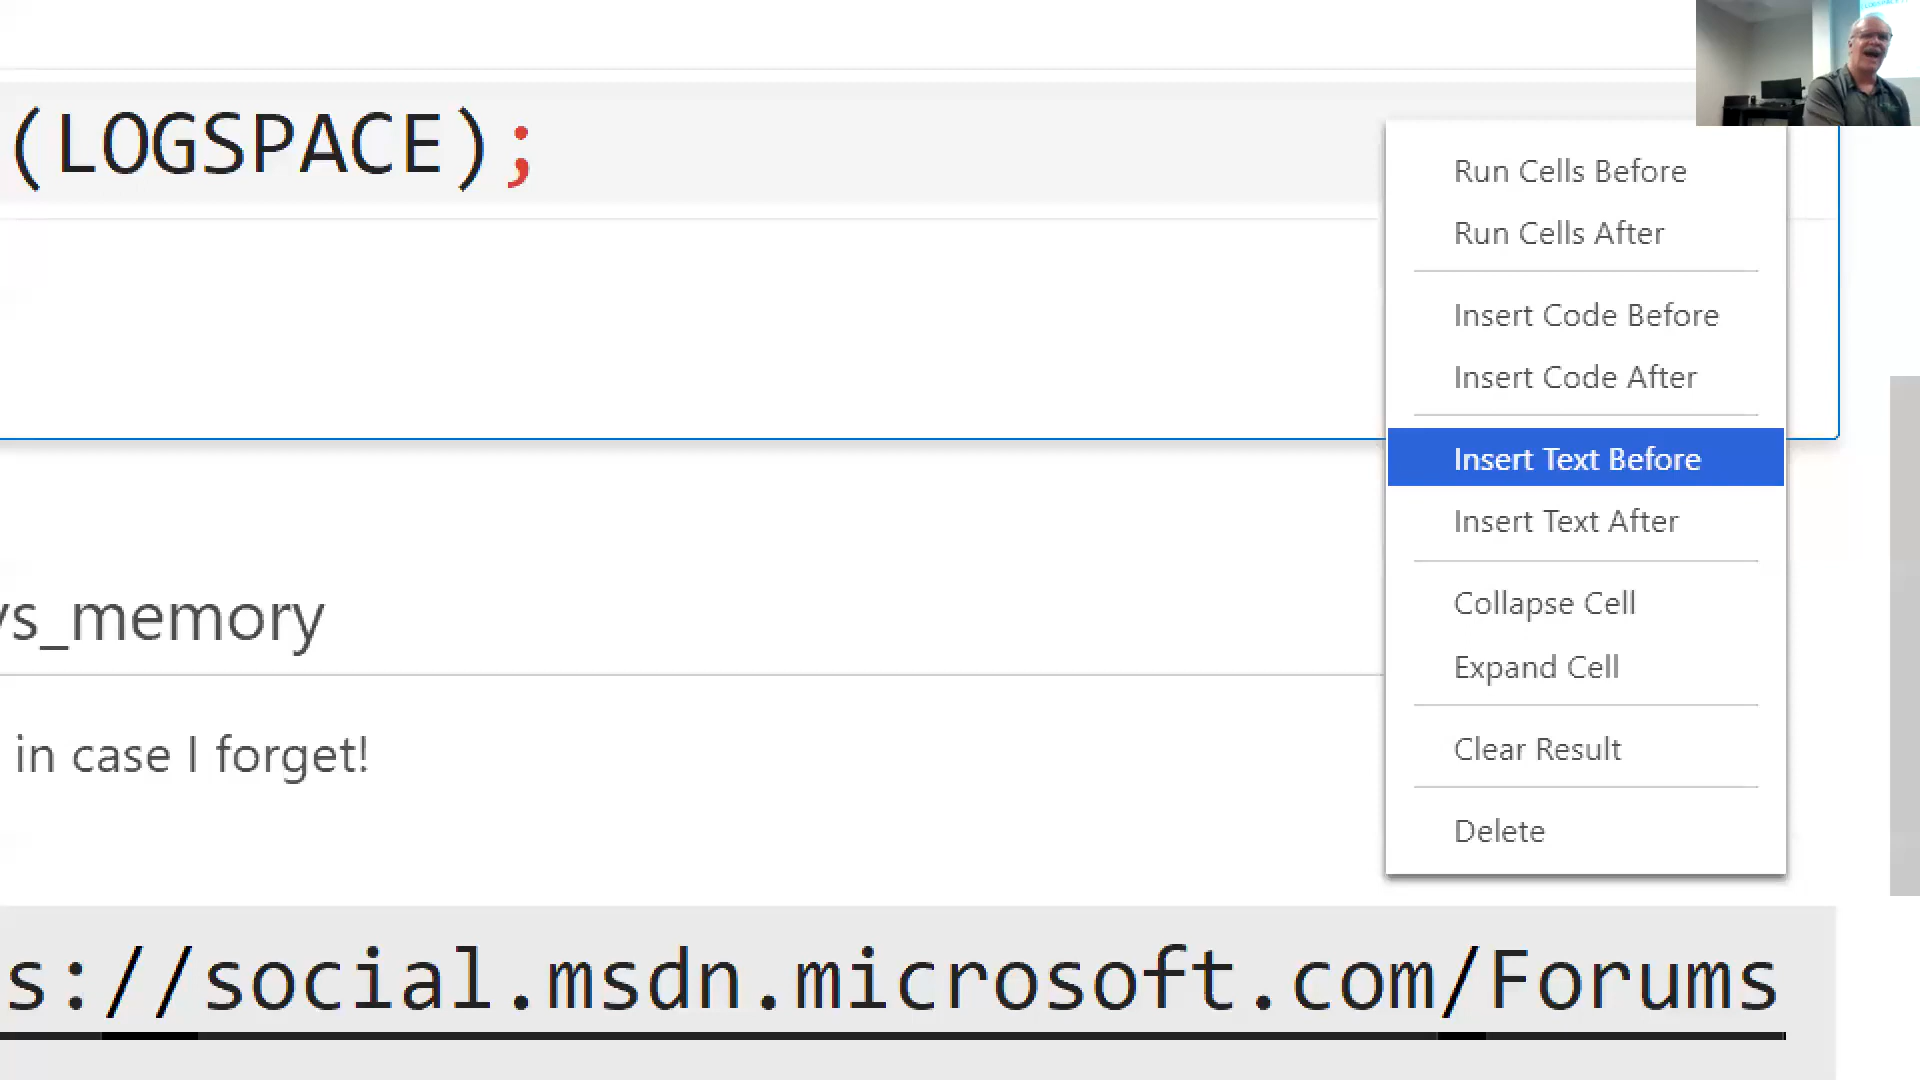 (LOGSPACE);
Run Cells Before
Run Cells After
Insert Code Before
Insert Code After
Insert Text Before
Insert Text After
Collapse Cell
Expand Cell
Clear Result
Delete
ys_memory
in case I forget!
s://social.msdn.microsoft.com/Forums